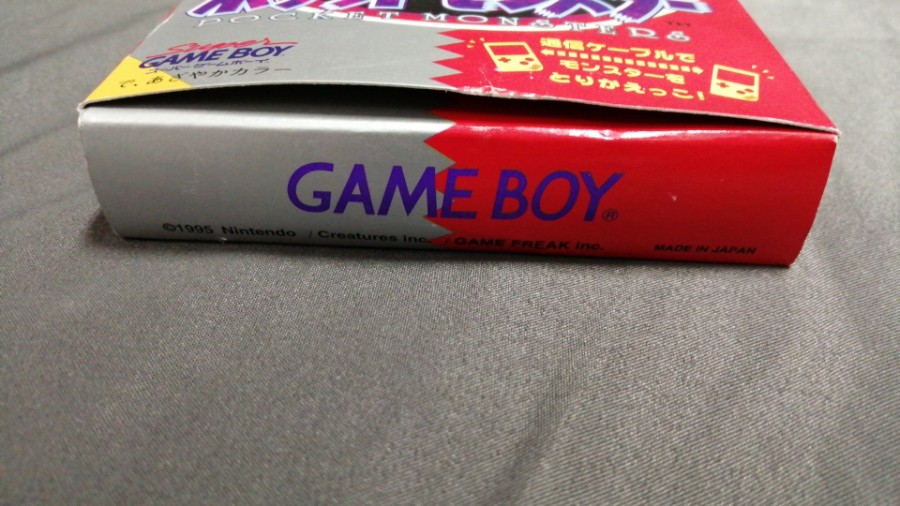 POCKET MONSTERS
TM
Super
GAME BOY
スーパーゲームボーイ
で、あざやかカラー
通信ケーブルで
モンスターを
とりかえっこ!
GAME BOY®
©1995 Nintendo / Creatures inc. / GAME FREAK inc.
MADE IN JAPAN